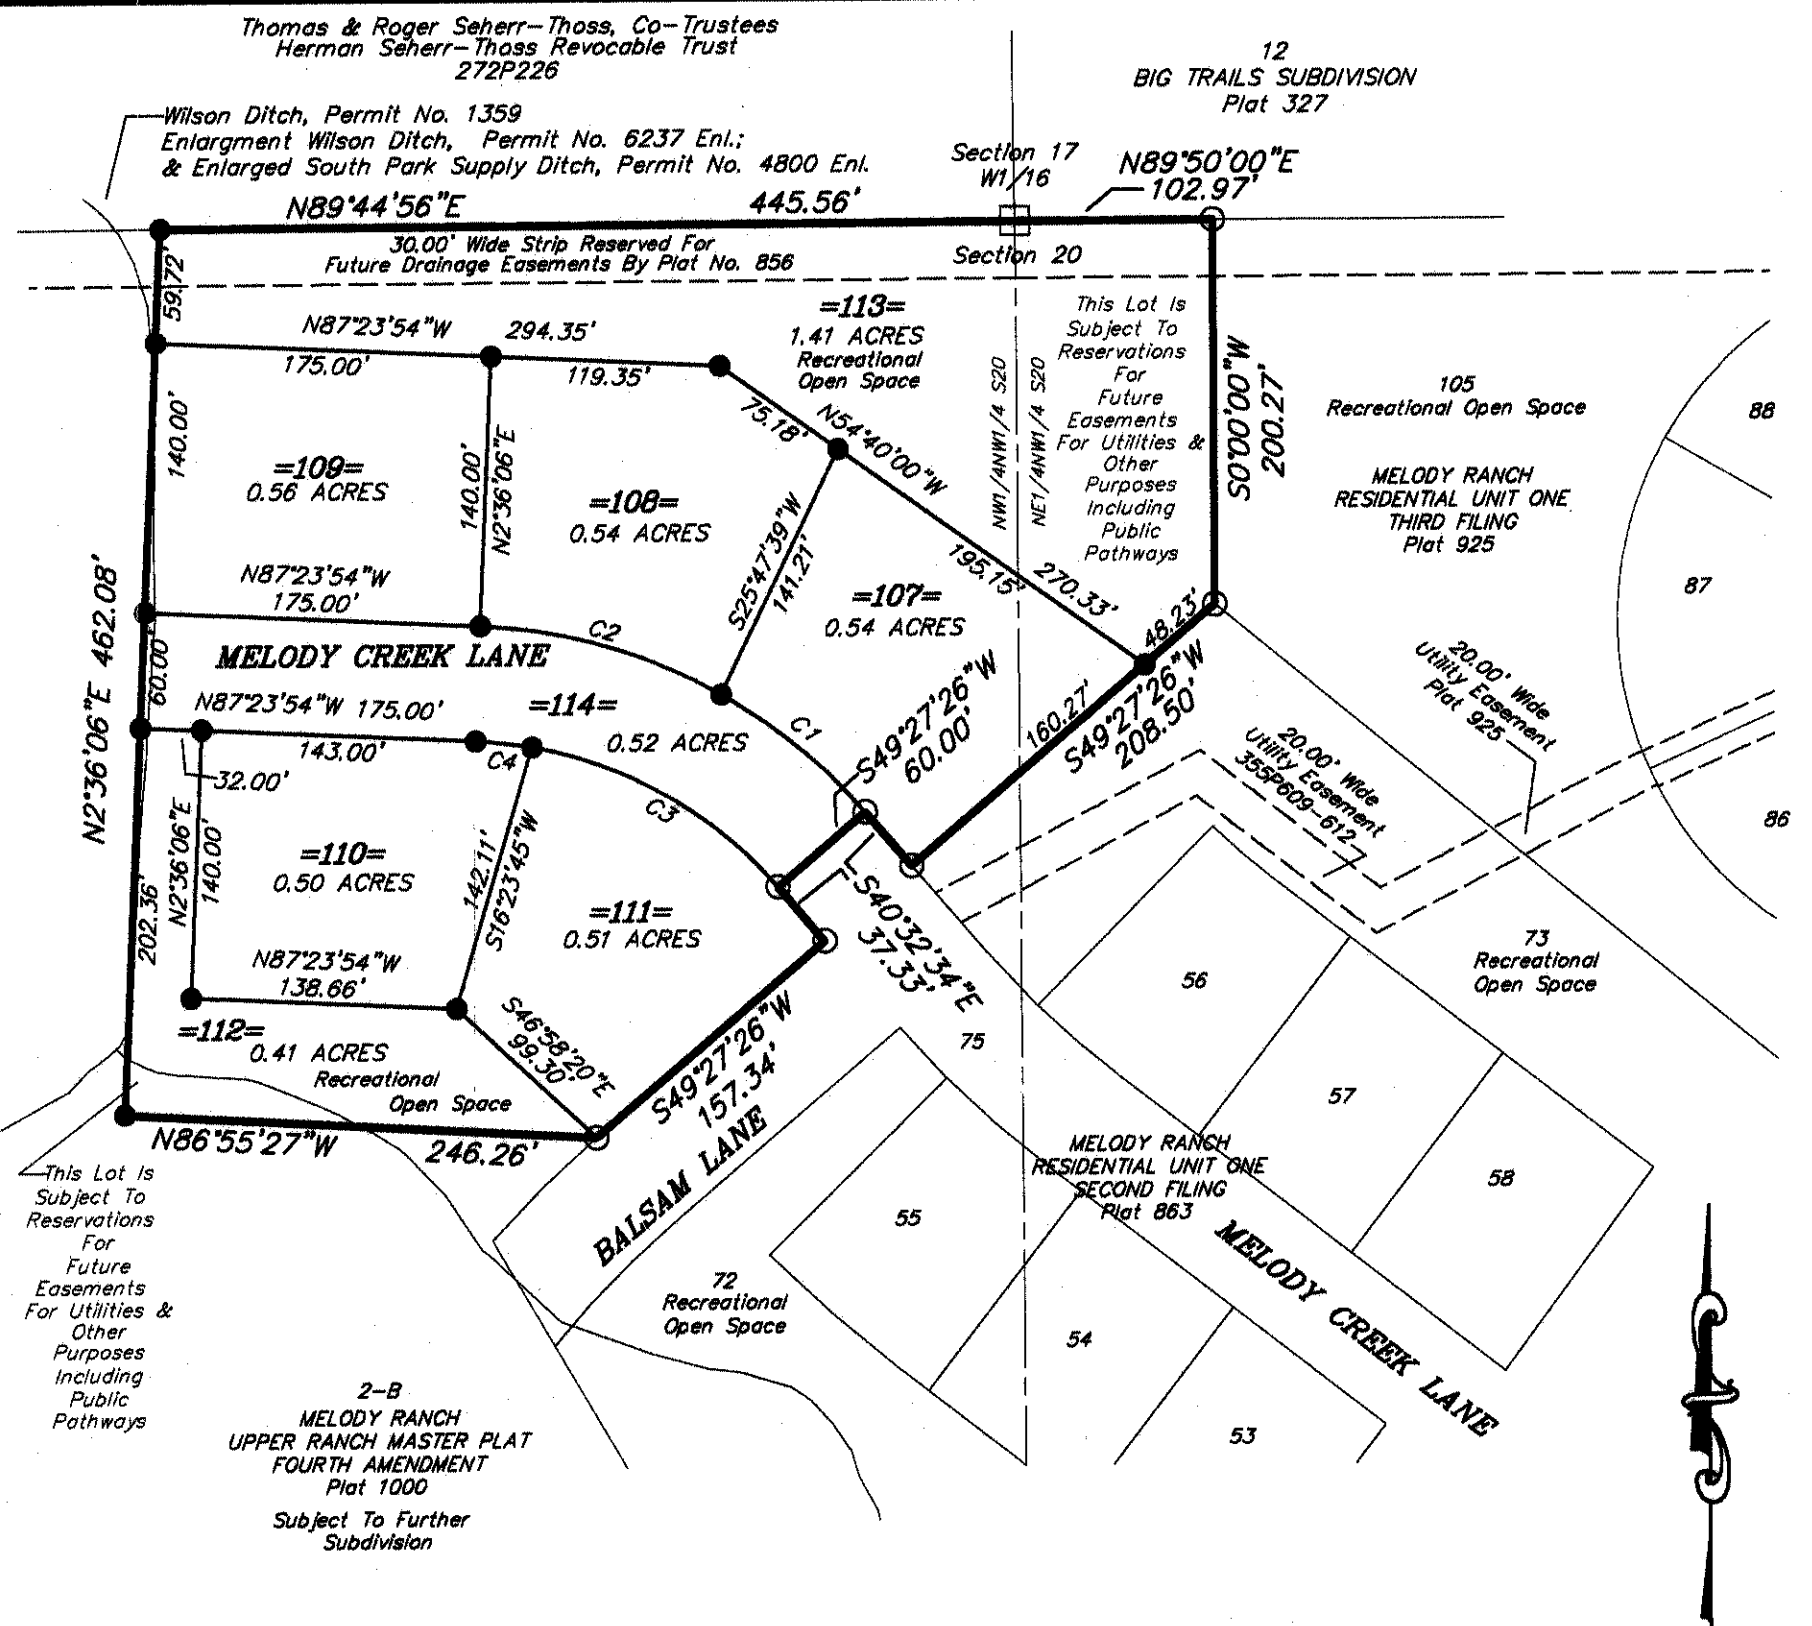 Thomas & Roger Seherr-Thoss, Co-Trustees
Herman Seherr-Thoss Revocable Trust
272P226
12
BIG TRAILS SUBDIVISION
Plat 327
Wilson Ditch, Permit No. 1359
Enlargment Wilson Ditch, Permit No. 6237 Enl.;
& Enlarged South Park Supply Ditch, Permit No. 4800 Enl.
Section 17
W1/16
N89°50'00"E
102.97'
N89°44'56"E 445.56'
30.00' Wide Strip Reserved For
Future Drainage Easements By Plat No. 856
Section 20
59.72'
N87°23'54"W 294.35'
175.00'
119.35'
=113=
1.41 ACRES
Recreational
Open Space
This Lot Is
Subject To
Reservations
For
Future
Easements
For Utilities &
Other
Purposes
Including
Public
Pathways
NW1/4NW1/4 S20
NE1/4NW1/4 S20
S0°00'00"W
200.27'
105
Recreational Open Space
88
MELODY RANCH
RESIDENTIAL UNIT ONE
THIRD FILING
Plat 925
87
86
140.00'
=109=
0.56 ACRES
140.00'
N2°36'06"E
=108=
0.54 ACRES
75.18'
N54°40'00"W
195.15'
270.33'
S25°47'39"W
141.21'
=107=
0.54 ACRES
48.23'
N87°23'54"W
175.00'
C2
MELODY CREEK LANE
N2°36'06"E 462.08'
60.00'
N87°23'54"W 175.00'
143.00'
32.00'
=114=
0.52 ACRES
C1
C4
C3
S49°27'26"W
60.00'
160.27'
S49°27'26"W
208.50'
20.00' Wide
Utility Easement
Plat 925
20.00' Wide
Utility Easement
355P609-612
202.36'
N2°36'06"E
140.00'
=110=
0.50 ACRES
142.11'
S16°23'45"W
=111=
0.51 ACRES
S40°32'34"E
37.33'
N87°23'54"W
138.66'
=112=
0.41 ACRES
Recreational
Open Space
S46°58'20"E
99.30'
S49°27'26"W
157.34'
N86°55'27"W 246.26'
BALSAM LANE
75
56
57
58
73
Recreational
Open Space
MELODY RANCH
RESIDENTIAL UNIT ONE
SECOND FILING
Plat 863
MELODY CREEK LANE
55
54
53
72
Recreational
Open Space
This Lot Is
Subject To
Reservations
For
Future
Easements
For Utilities &
Other
Purposes
Including
Public
Pathways
2-B
MELODY RANCH
UPPER RANCH MASTER PLAT
FOURTH AMENDMENT
Plat 1000
Subject To Further
Subdivision